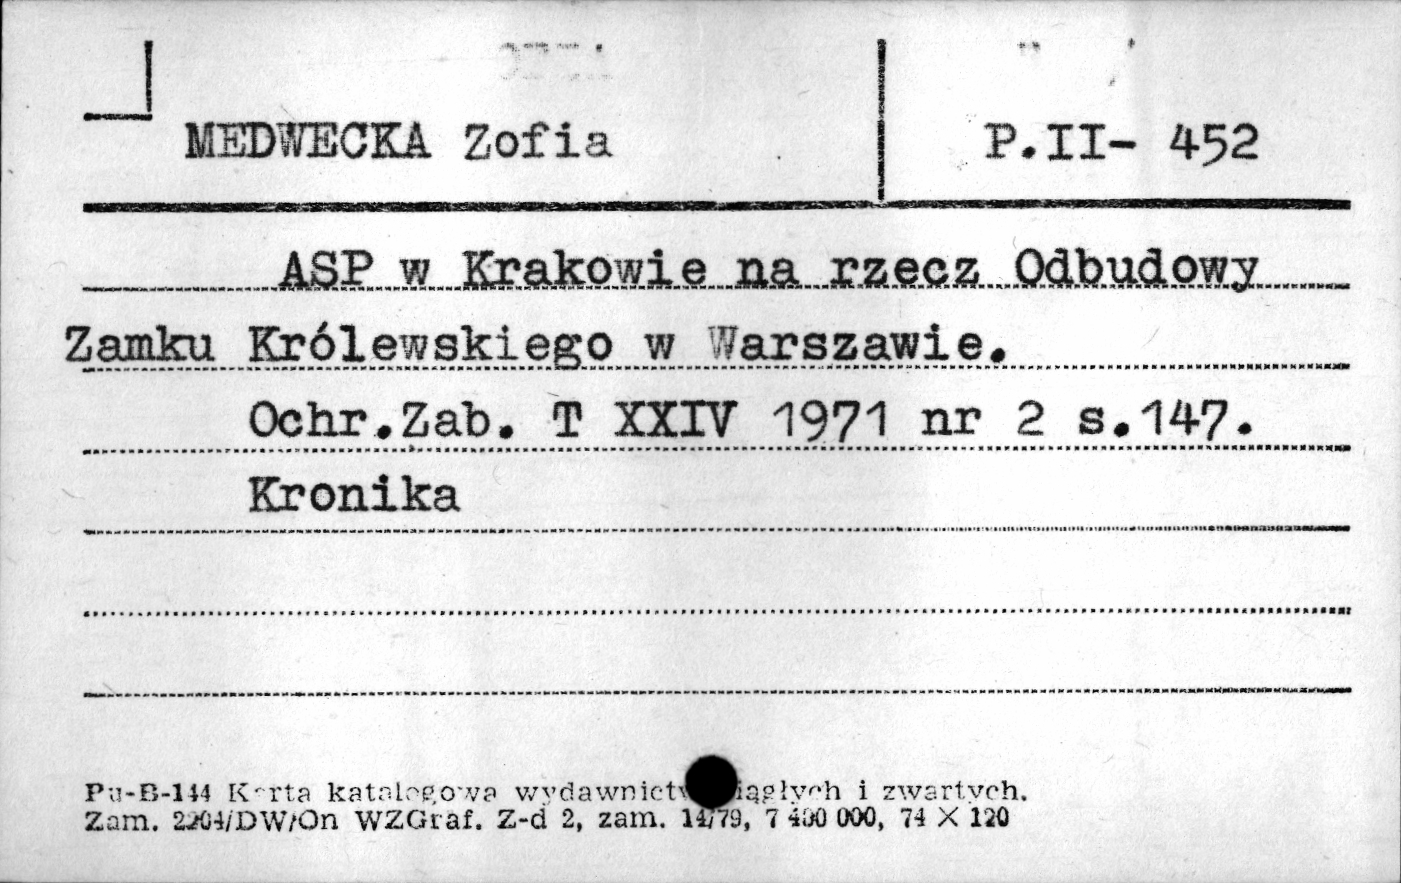 MEDWECKA Zofia P.II- 452
ASP w Krakowie na rzecz Odbudowy
Zamku Królewskiego w Warszawie.
Ochr.Zab. T XXIV 1971 nr 2 s.147.
Kronika
Pu-B-144 Karta katalogowa wydawnictw ciągłych i zwartych.
Zam. 2204/DW/On WZGraf. Z-d 2, zam. 14/79, 7 400 000, 74 X 120